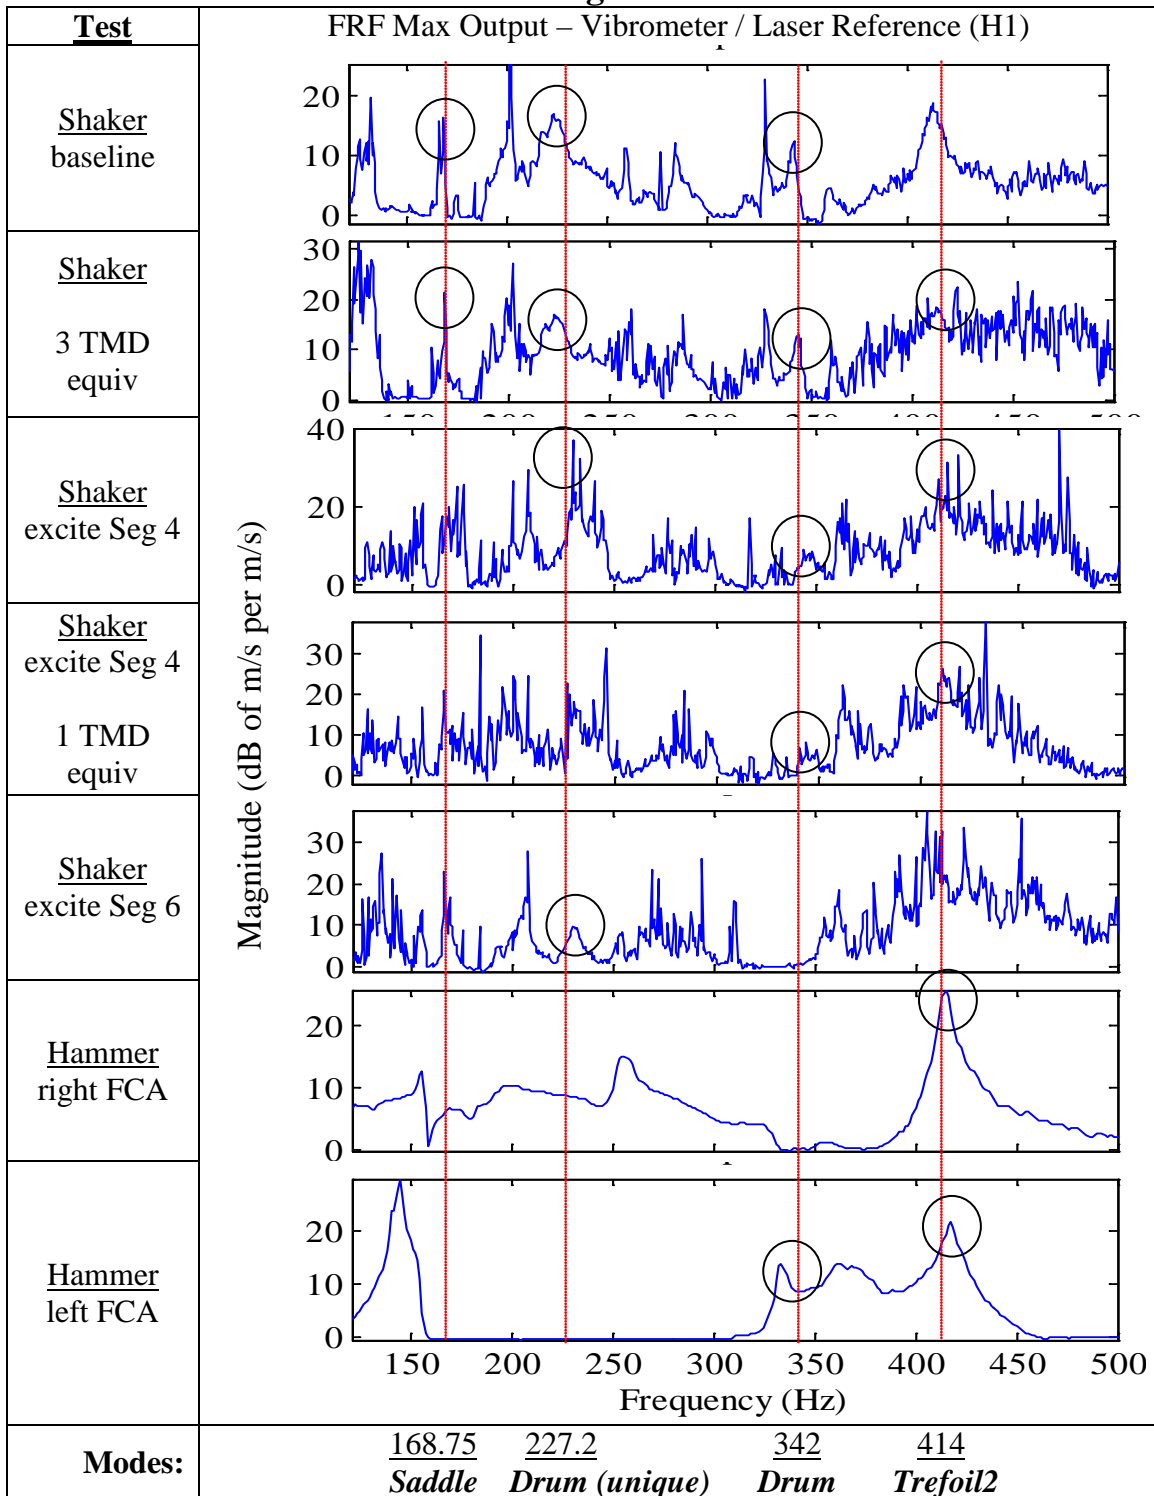 Test
FRF Max Output – Vibrometer / Laser Reference (H1)
Shaker
baseline
20
10
0
Shaker
3 TMD
equiv
30
20
10
0
Shaker
excite Seg 4
40
20
0
Shaker
excite Seg 4
1 TMD
equiv
30
20
10
0
Shaker
excite Seg 6
30
20
10
0
Hammer
right FCA
20
10
0
Hammer
left FCA
20
10
0
Magnitude (dB of m/s per m/s)
150 200 250 300 350 400 450 500
Frequency (Hz)
Modes:
168.75 227.2 342 414
Saddle Drum (unique) Drum Trefoil2